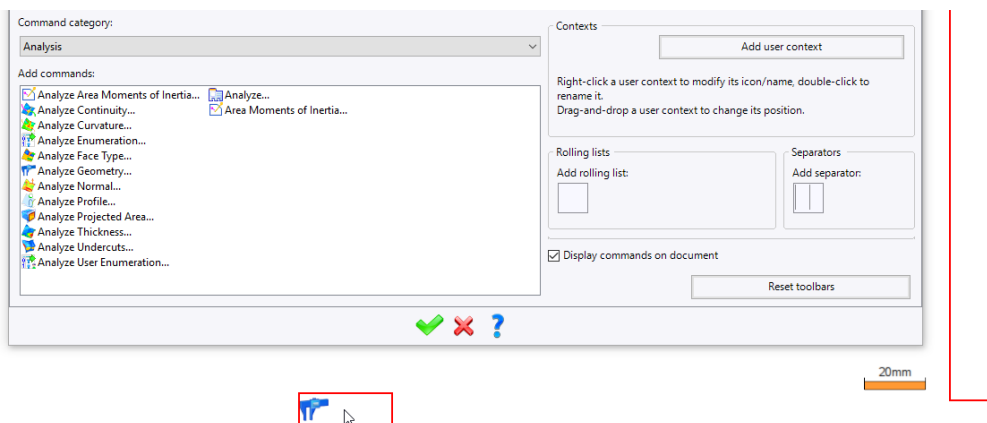 Command category:
Analysis
Add commands:
Analyze Area Moments of Inertia...
Analyze Continuity...
Analyze Curvature...
Analyze Enumeration...
Analyze Face Type...
Analyze Geometry...
Analyze Normal...
Analyze Profile...
Analyze Projected Area...
Analyze Thickness...
Analyze Undercuts...
Analyze User Enumeration...
Analyze...
Area Moments of Inertia...
Contexts
Add user context
Right-click a user context to modify its icon/name, double-click to
rename it.
Drag-and-drop a user context to change its position.
Rolling lists
Add rolling list:
Separators
Add separator:
Display commands on document
Reset toolbars
20mm